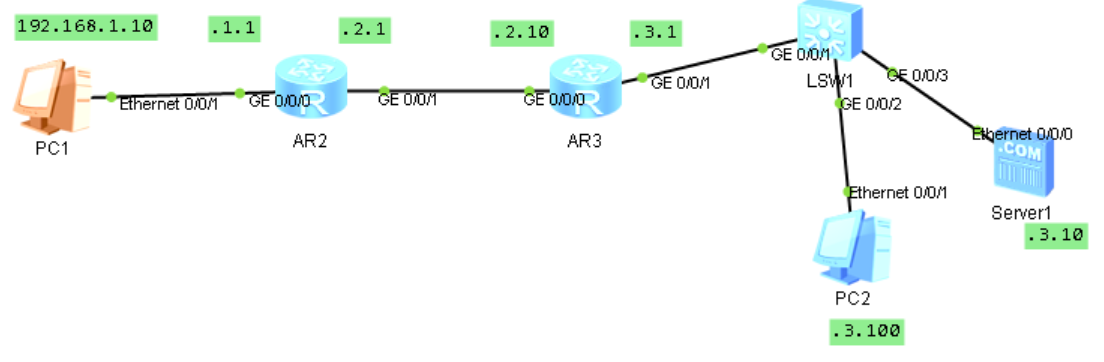 192.168.1.10
.1.1
.2.1
.2.10
.3.1
GE 0/0/1
LSW1
GE 0/0/3
GE 0/0/2
Ethernet 0/0/1
GE 0/0/0
GE 0/0/1
GE 0/0/0
GE 0/0/1
R
R
PC1
AR2
AR3
Ethernet 0/0/0
.COM
Ethernet 0/0/1
Server1
.3.10
PC2
.3.100